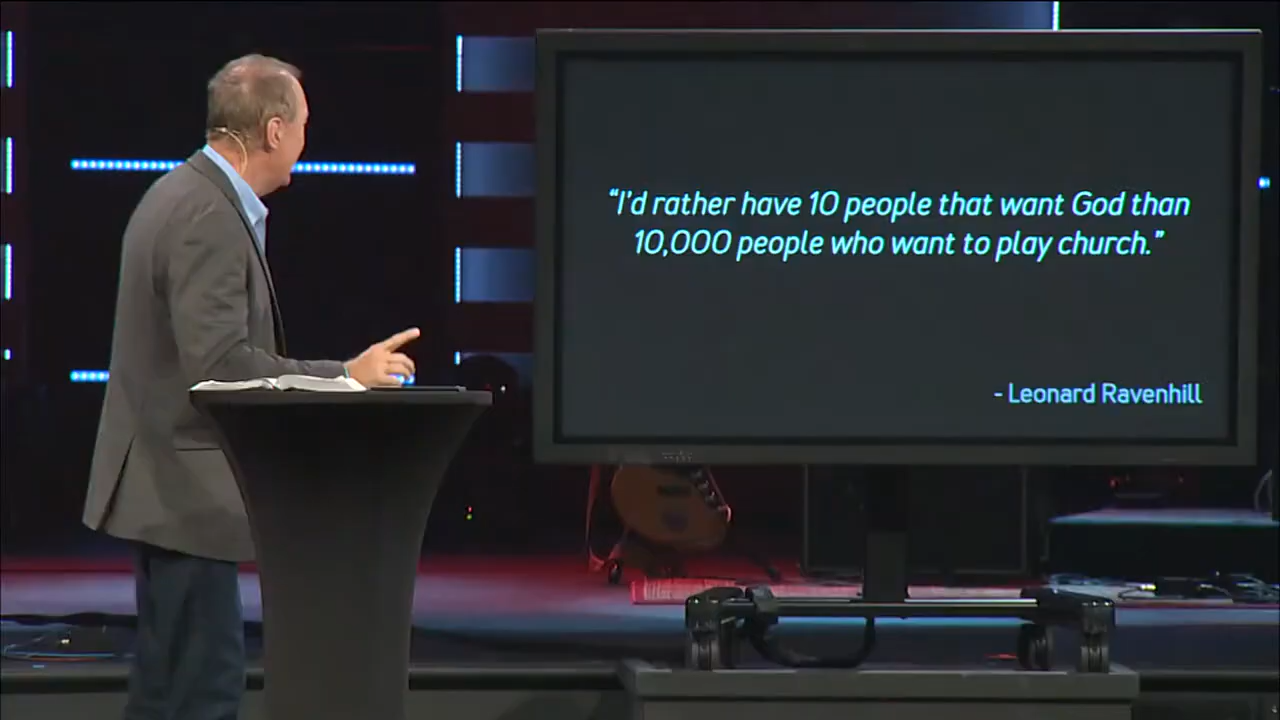 “I’d rather have 10 people that want God than
10,000 people who want to play church.”
- Leonard Ravenhill